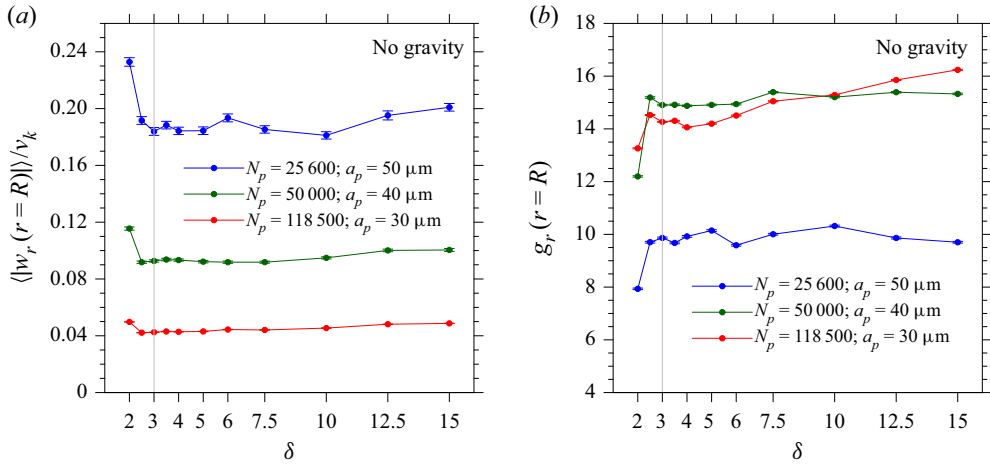 (a)
No gravity
0.24
0.20
0.16
0.12
0.08
0.04
0
⟨|w_r (r = R)|⟩/v_k
N_p = 25 600; a_p = 50 μm
N_p = 50 000; a_p = 40 μm
N_p = 118 500; a_p = 30 μm
2 3 4 5 6 7.5 10 12.5 15
δ
(b)
No gravity
18
16
14
12
10
8
6
4
g_r (r = R)
N_p = 25 600; a_p = 50 μm
N_p = 50 000; a_p = 40 μm
N_p = 118 500; a_p = 30 μm
2 3 4 5 6 7.5 10 12.5 15
δ